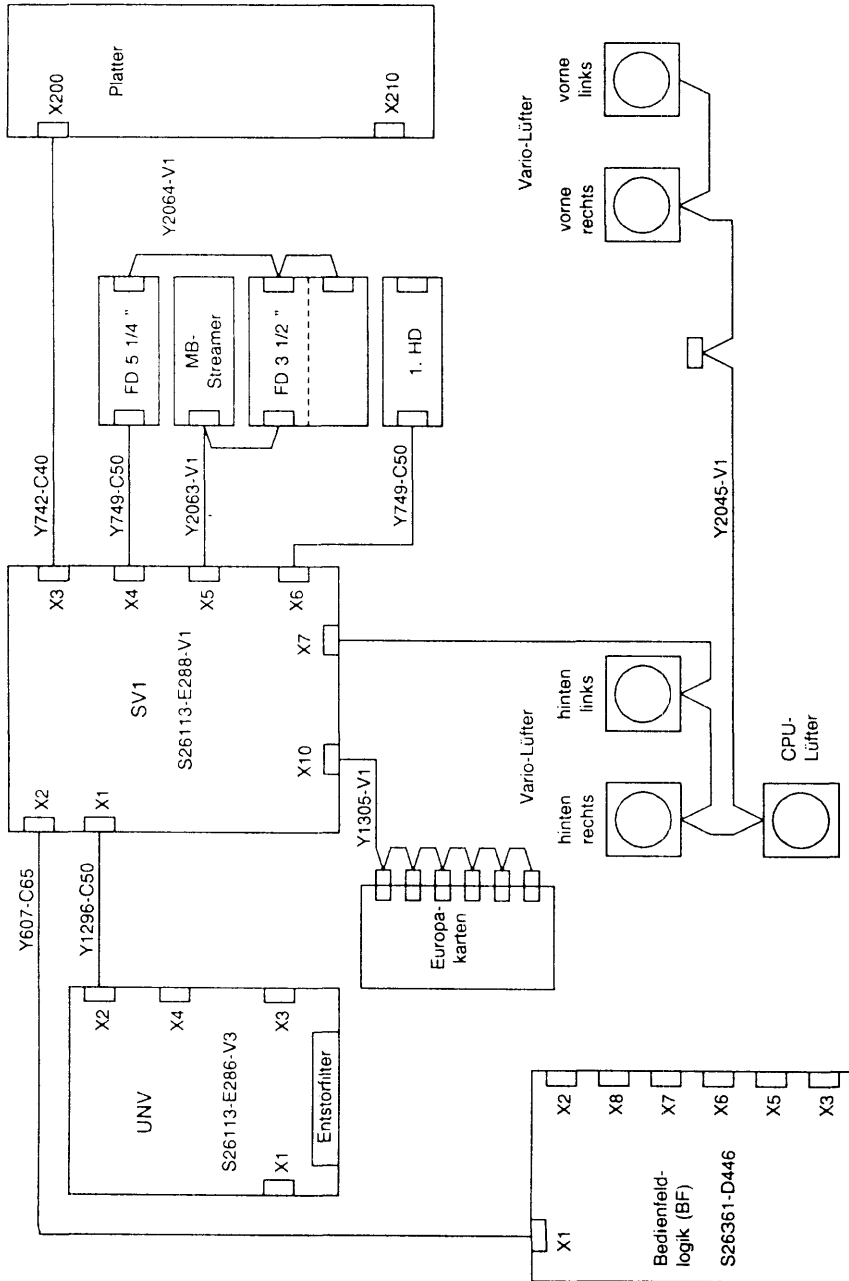 Platter
X200
X210
Y742-C40
Y2064-V1
FD 5 1/4 "
MB-
Streamer
FD 3 1/2 "
1. HD
Y749-C50
Y2063-V1
Y749-C50
vorne
links
vorne
rechts
Vario-Lüfter
X2
X1
X3
X4
X5
X6
X7
X10
SV1
S26113-E288-V1
Y2045-V1
Y607-C65
Y1296-C50
Y1305-V1
Vario-Lüfter
hinten
links
hinten
rechts
CPU-
Lüfter
Europa-
karten
X2
X4
X3
X1
UNV
S26113-E286-V3
Entstorfilter
X1
X2
X8
X7
X6
X5
X3
Bedienfeld-
logik (BF)
S26361-D446